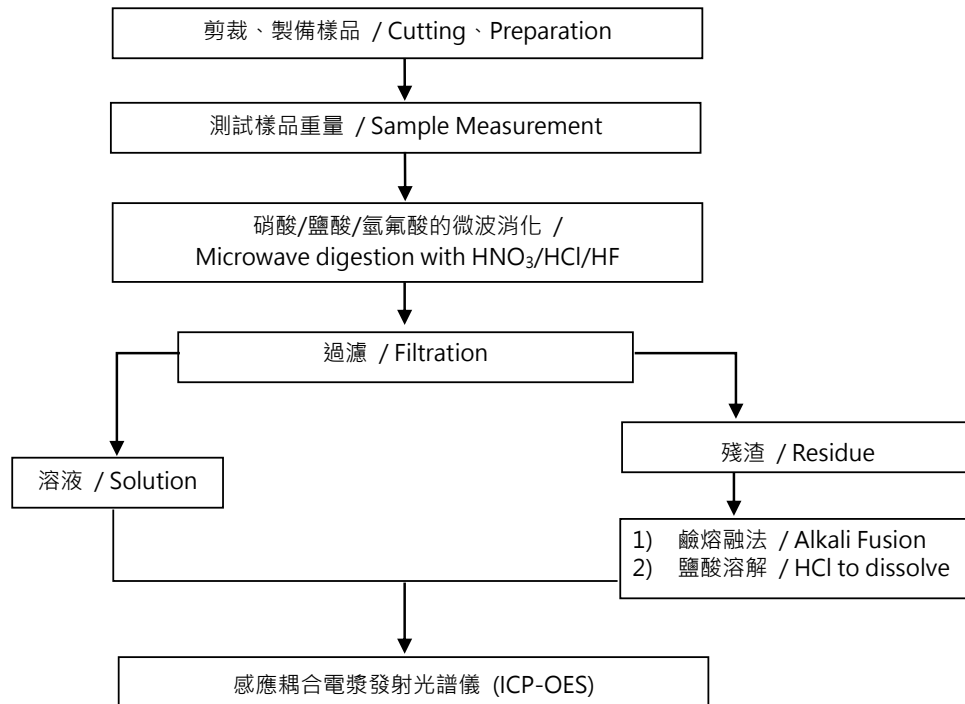 剪裁、製備樣品 / Cutting、Preparation
測試樣品重量 / Sample Measurement
硝酸/鹽酸/氫氟酸的微波消化 /
Microwave digestion with HNO₃/HCl/HF
過濾 / Filtration
溶液 / Solution
殘渣 / Residue
1) 鹼熔融法 / Alkali Fusion
2) 鹽酸溶解 / HCl to dissolve
感應耦合電漿發射光譜儀 (ICP-OES)